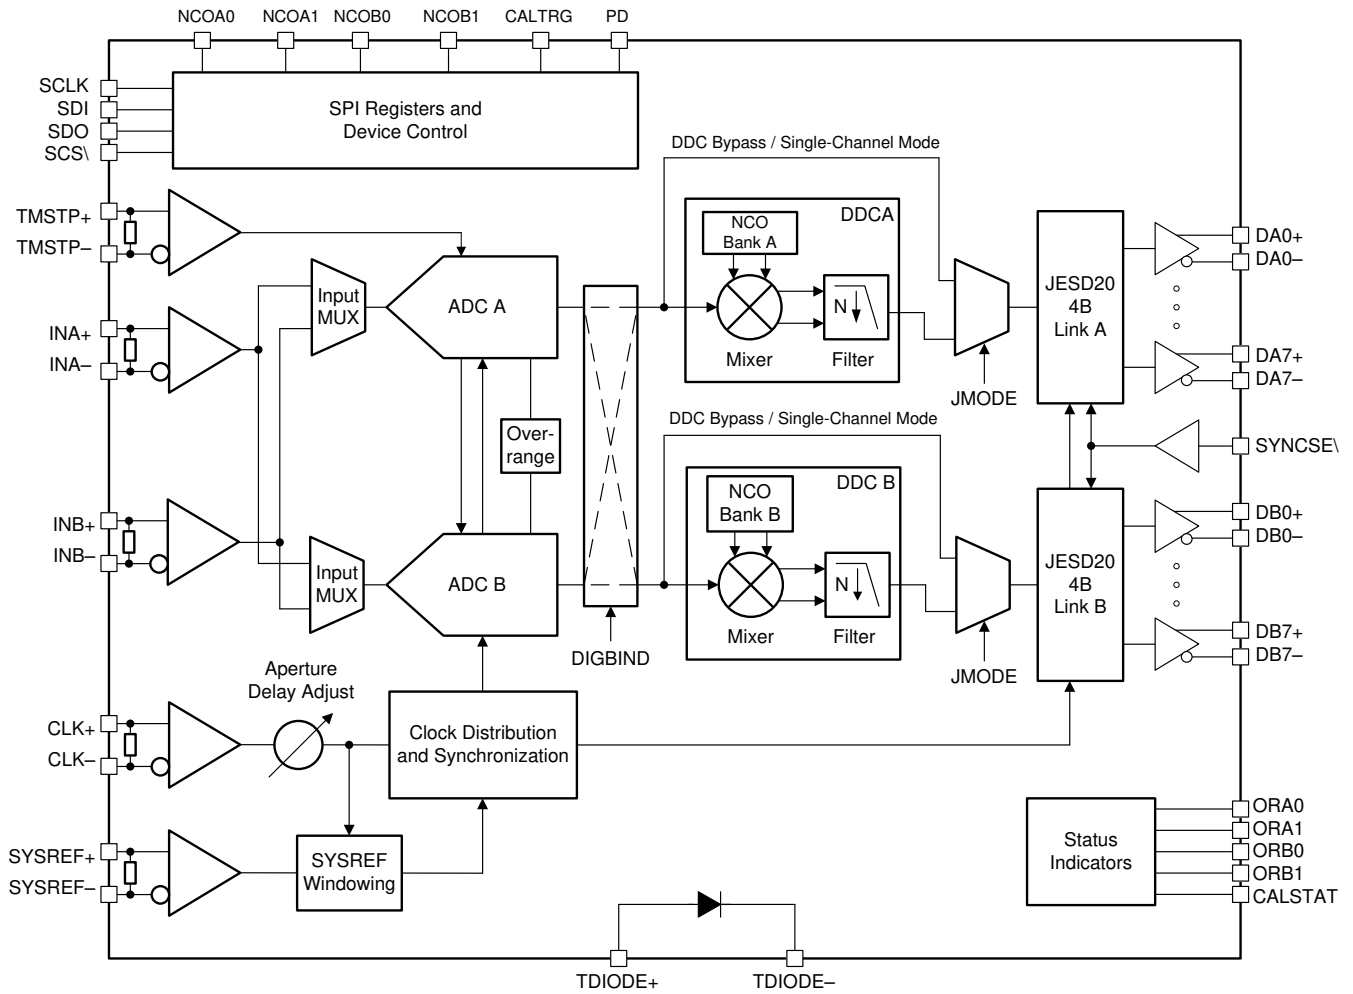 NCOA0 NCOA1 NCOB0 NCOB1 CALTRG PD
SCLK
SDI
SDO
SCS\
SPI Registers and
Device Control
TMSTP+
TMSTP–
INA+
INA–
Input
MUX
ADC A
Over-
range
INB+
INB–
Input
MUX
ADC B
DIGBIND
DDC Bypass / Single-Channel Mode
DDCA
NCO
Bank A
Mixer
N
Filter
JMODE
JESD20
4B
Link A
DA0+
DA0–
DA7+
DA7–
SYNCSE\
DDC Bypass / Single-Channel Mode
DDC B
NCO
Bank B
Mixer
N
Filter
JMODE
JESD20
4B
Link B
DB0+
DB0–
DB7+
DB7–
Aperture
Delay Adjust
CLK+
CLK–
Clock Distribution
and Synchronization
SYSREF+
SYSREF–
SYSREF
Windowing
Status
Indicators
ORA0
ORA1
ORB0
ORB1
CALSTAT
TDIODE+
TDIODE–